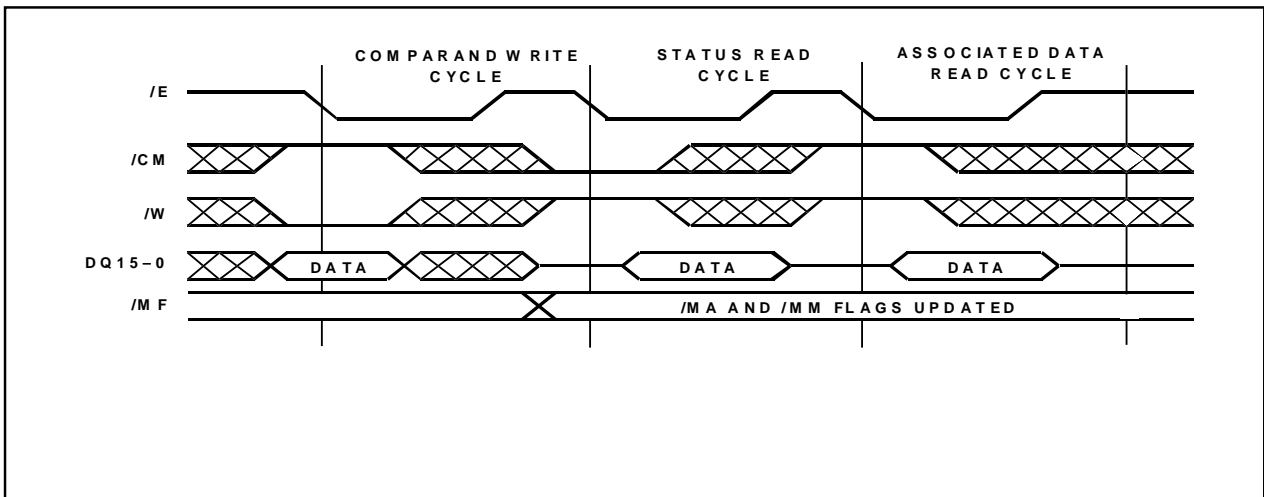 COMPARAND WRITE
CYCLE
STATUS READ
CYCLE
ASSOCIATED DATA
READ CYCLE
/E
/CM
/W
DQ15–0
DATA
DATA
DATA
/MF
/MA AND /MM FLAGS UPDATED